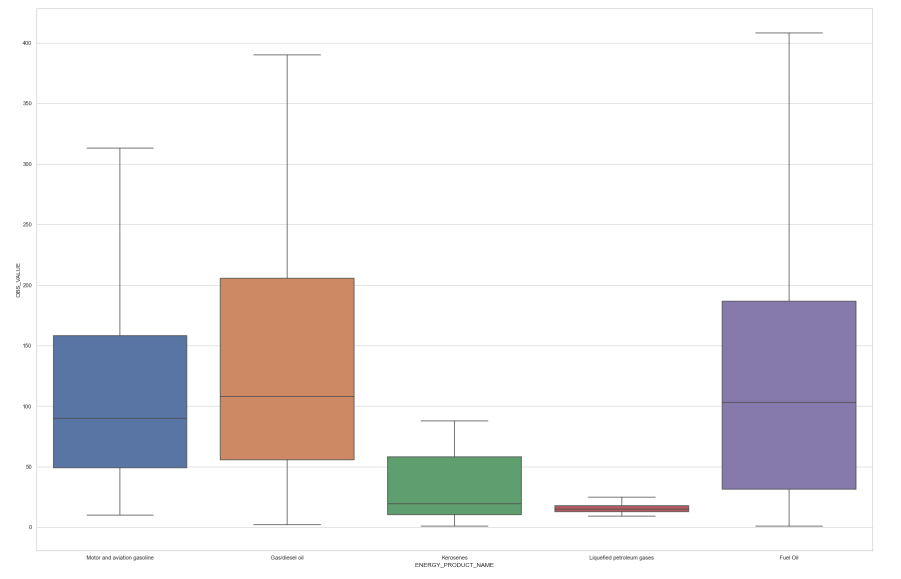 400
350
300
250
200
150
100
50
0
OBS_VALUE
Motor and aviation gasoline
Gas/diesel oil
Kerosenes
Liquefied petroleum gases
Fuel Oil
ENERGY_PRODUCT_NAME